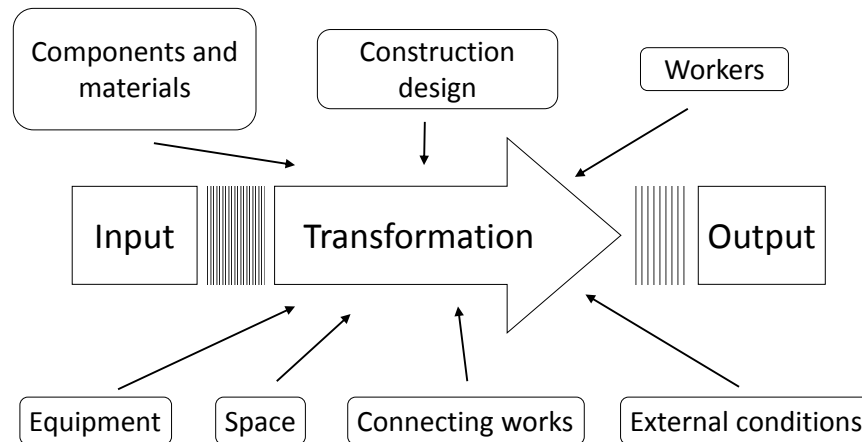 Components and
materials
Construction
design
Workers
Input
Transformation
Output
Equipment
Space
Connecting works
External conditions